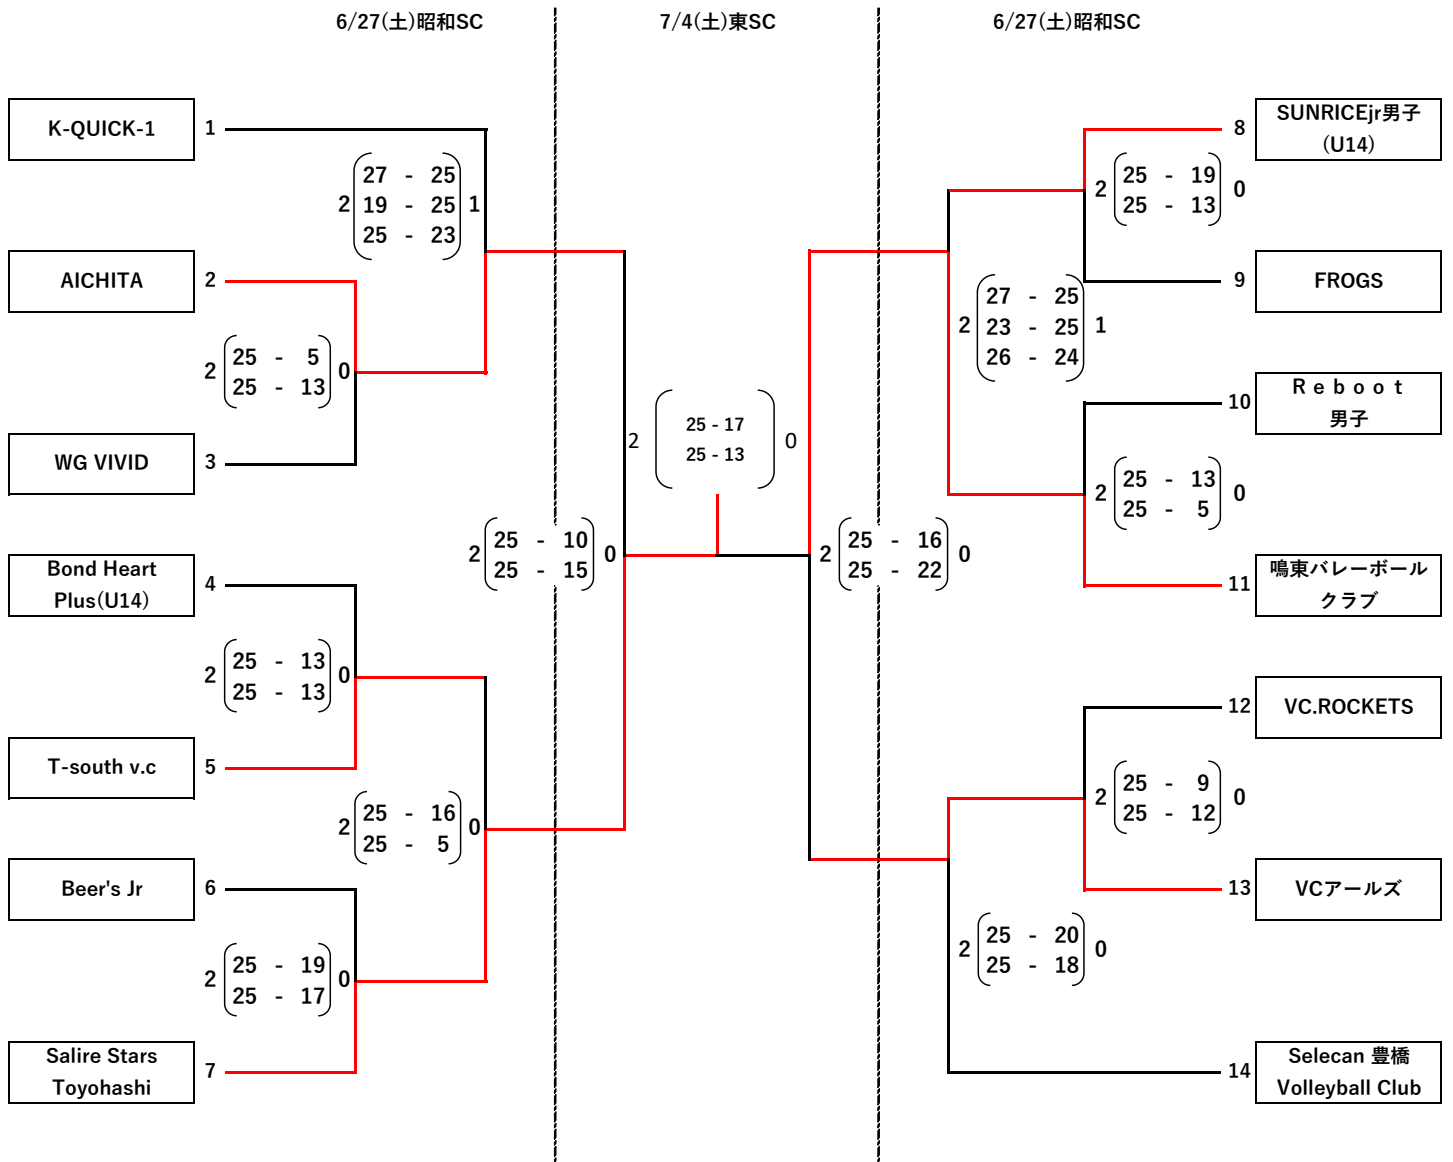 6/27(土)昭和SC
7/4(土)東SC
6/27(土)昭和SC
K-QUICK-1
1
2
27 - 25
19 - 25
25 - 23
1
AICHITA
2
2
25 - 5
25 - 13
0
WG VIVID
3
Bond Heart
Plus(U14)
4
2
25 - 13
25 - 13
0
T-south v.c
5
2
25 - 16
25 - 5
0
Beer's Jr
6
2
25 - 19
25 - 17
0
Salire Stars
Toyohashi
7
2
25 - 10
25 - 15
0
2
25 - 17
25 - 13
0
2
25 - 16
25 - 22
0
8
SUNRICEjr男子
(U14)
2
25 - 19
25 - 13
0
9
FROGS
2
27 - 25
23 - 25
26 - 24
1
10
Ｒｅｂｏｏｔ
男子
2
25 - 13
25 - 5
0
11
鳴東バレーボール
クラブ
12
VC.ROCKETS
2
25 - 9
25 - 12
0
13
VCアールズ
2
25 - 20
25 - 18
0
14
Selecan 豊橋
Volleyball Club